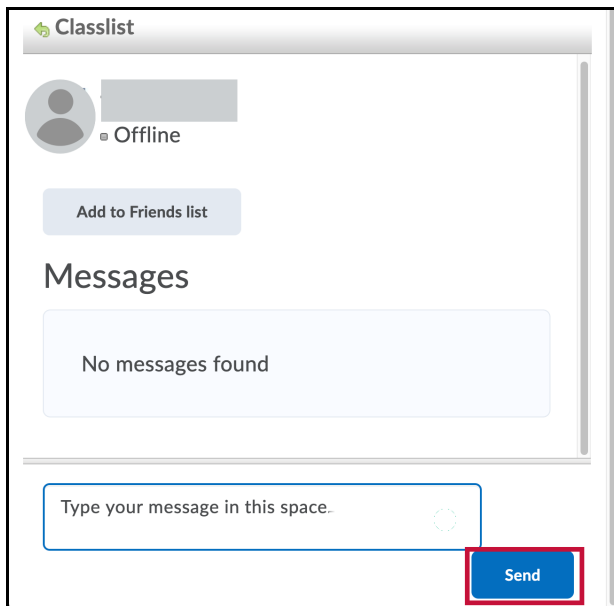 Classlist
Offline
Add to Friends list
Messages
No messages found
Type your message in this space.
Send